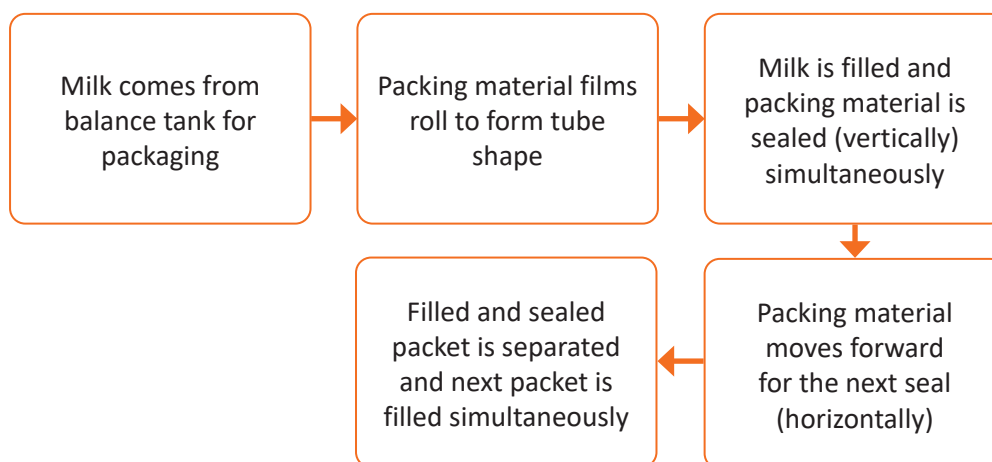 Milk comes from
balance tank for
packaging
Packing material films
roll to form tube
shape
Milk is filled and
packing material is
sealed (vertically)
simultaneously
Packing material
moves forward
for the next seal
(horizontally)
Filled and sealed
packet is separated
and next packet is
filled simultaneously